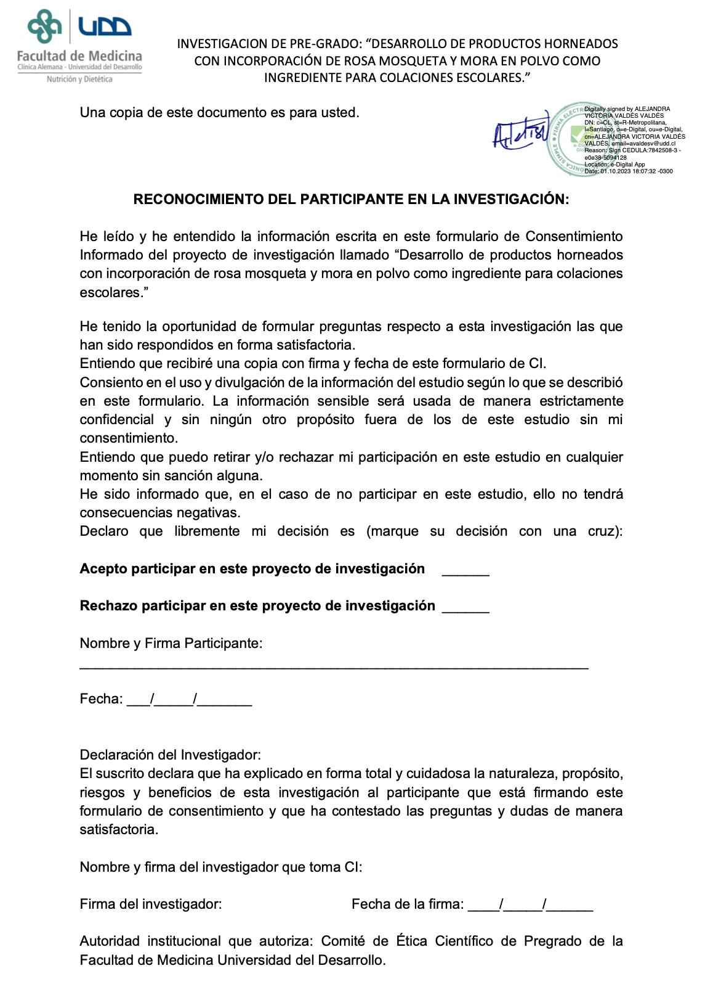 UDD
Facultad de Medicina
Clínica Alemana - Universidad del Desarrollo
Nutrición y Dietética
INVESTIGACION DE PRE-GRADO: “DESARROLLO DE PRODUCTOS HORNEADOS
CON INCORPORACIÓN DE ROSA MOSQUETA Y MORA EN POLVO COMO
INGREDIENTE PARA COLACIONES ESCOLARES.”
Una copia de este documento es para usted.
Digitally signed by ALEJANDRA
VICTORIA VALDÉS VALDÉS
DN: c=CL, st=R-Metropolitana,
l=Santiago, o=e-Digital, ou=e-Digital,
cn=ALEJANDRA VICTORIA VALDÉS
VALDÉS, email=avaldesv@udd.cl
Reason: Sign CEDULA:7842508-3 -
e0e38-5094128
Location: e-Digital App
Date: 01.10.2023 18:07:32 -0300
RECONOCIMIENTO DEL PARTICIPANTE EN LA INVESTIGACIÓN:
He leído y he entendido la información escrita en este formulario de Consentimiento
Informado del proyecto de investigación llamado “Desarrollo de productos horneados
con incorporación de rosa mosqueta y mora en polvo como ingrediente para colaciones
escolares.”
He tenido la oportunidad de formular preguntas respecto a esta investigación las que
han sido respondidos en forma satisfactoria.
Entiendo que recibiré una copia con firma y fecha de este formulario de CI.
Consiento en el uso y divulgación de la información del estudio según lo que se describió
en este formulario. La información sensible será usada de manera estrictamente
confidencial y sin ningún otro propósito fuera de los de este estudio sin mi
consentimiento.
Entiendo que puedo retirar y/o rechazar mi participación en este estudio en cualquier
momento sin sanción alguna.
He sido informado que, en el caso de no participar en este estudio, ello no tendrá
consecuencias negativas.
Declaro que libremente mi decisión es (marque su decisión con una cruz):
Acepto participar en este proyecto de investigación ______
Rechazo participar en este proyecto de investigación ______
Nombre y Firma Participante:
_________________________________________________________________
Fecha: ___/_____/_______
Declaración del Investigador:
El suscrito declara que ha explicado en forma total y cuidadosa la naturaleza, propósito,
riesgos y beneficios de esta investigación al participante que está firmando este
formulario de consentimiento y que ha contestado las preguntas y dudas de manera
satisfactoria.
Nombre y firma del investigador que toma CI:
Firma del investigador: Fecha de la firma: ____/_____/______
Autoridad institucional que autoriza: Comité de Ética Científico de Pregrado de la
Facultad de Medicina Universidad del Desarrollo.